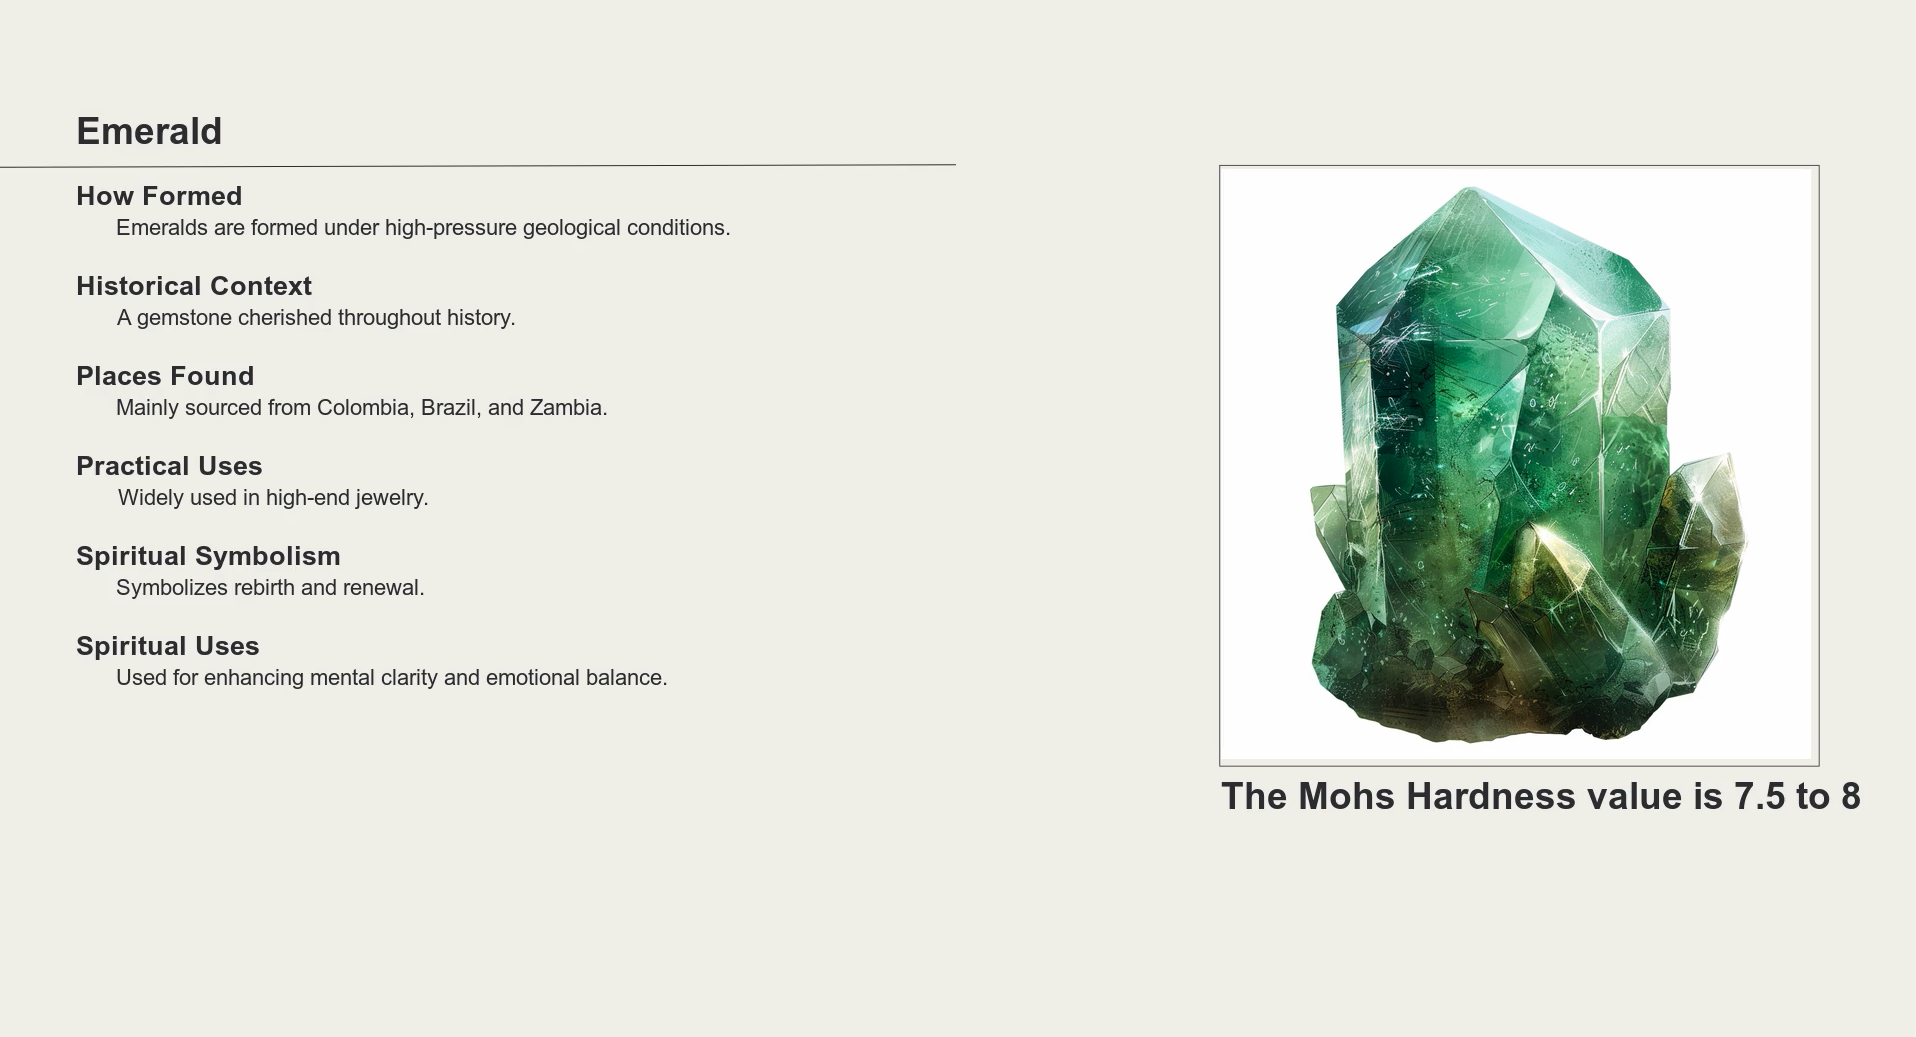 Emerald
How Formed
Emeralds are formed under high-pressure geological conditions.
Historical Context
A gemstone cherished throughout history.
Places Found
Mainly sourced from Colombia, Brazil, and Zambia.
Practical Uses
Widely used in high-end jewelry.
Spiritual Symbolism
Symbolizes rebirth and renewal.
Spiritual Uses
Used for enhancing mental clarity and emotional balance.
The Mohs Hardness value is 7.5 to 8